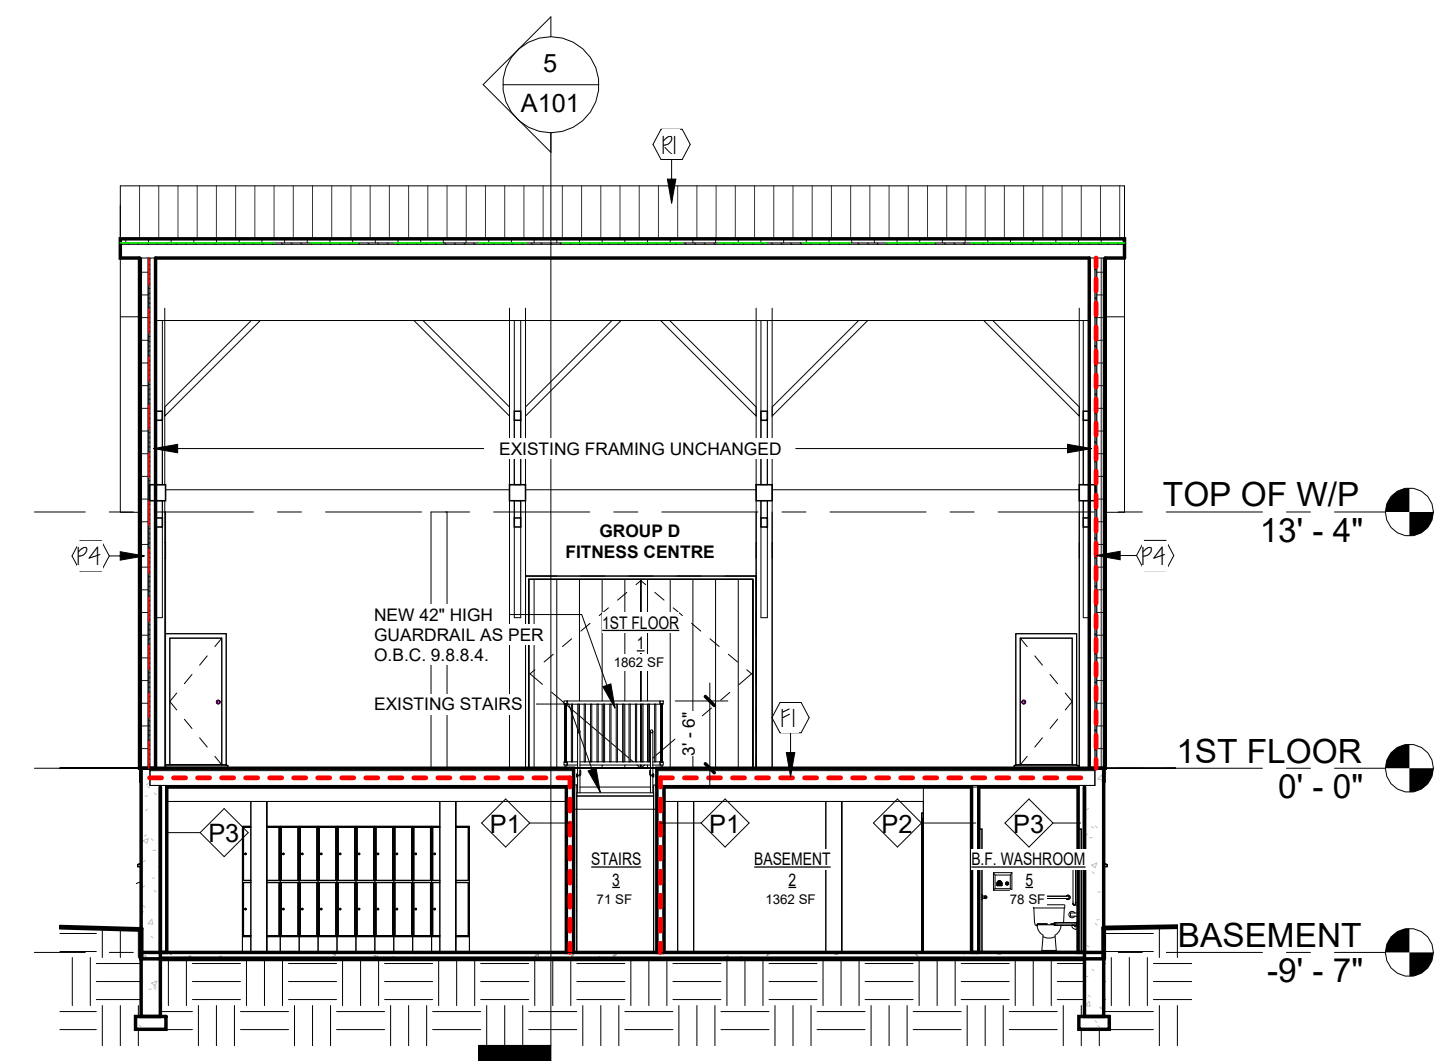 5
A101
R1
EXISTING FRAMING UNCHANGED
TOP OF W/P
13' - 4"
GROUP D
FITNESS CENTRE
P4
P4
NEW 42" HIGH
GUARDRAIL AS PER
O.B.C. 9.8.8.4.
1ST FLOOR
1
1862 SF
EXISTING STAIRS
3' - 6"
F1
1ST FLOOR
0' - 0"
P3
P1
P1
P2
P3
STAIRS
3
71 SF
BASEMENT
2
1362 SF
B.F. WASHROOM
5
78 SF
BASEMENT
-9' - 7"